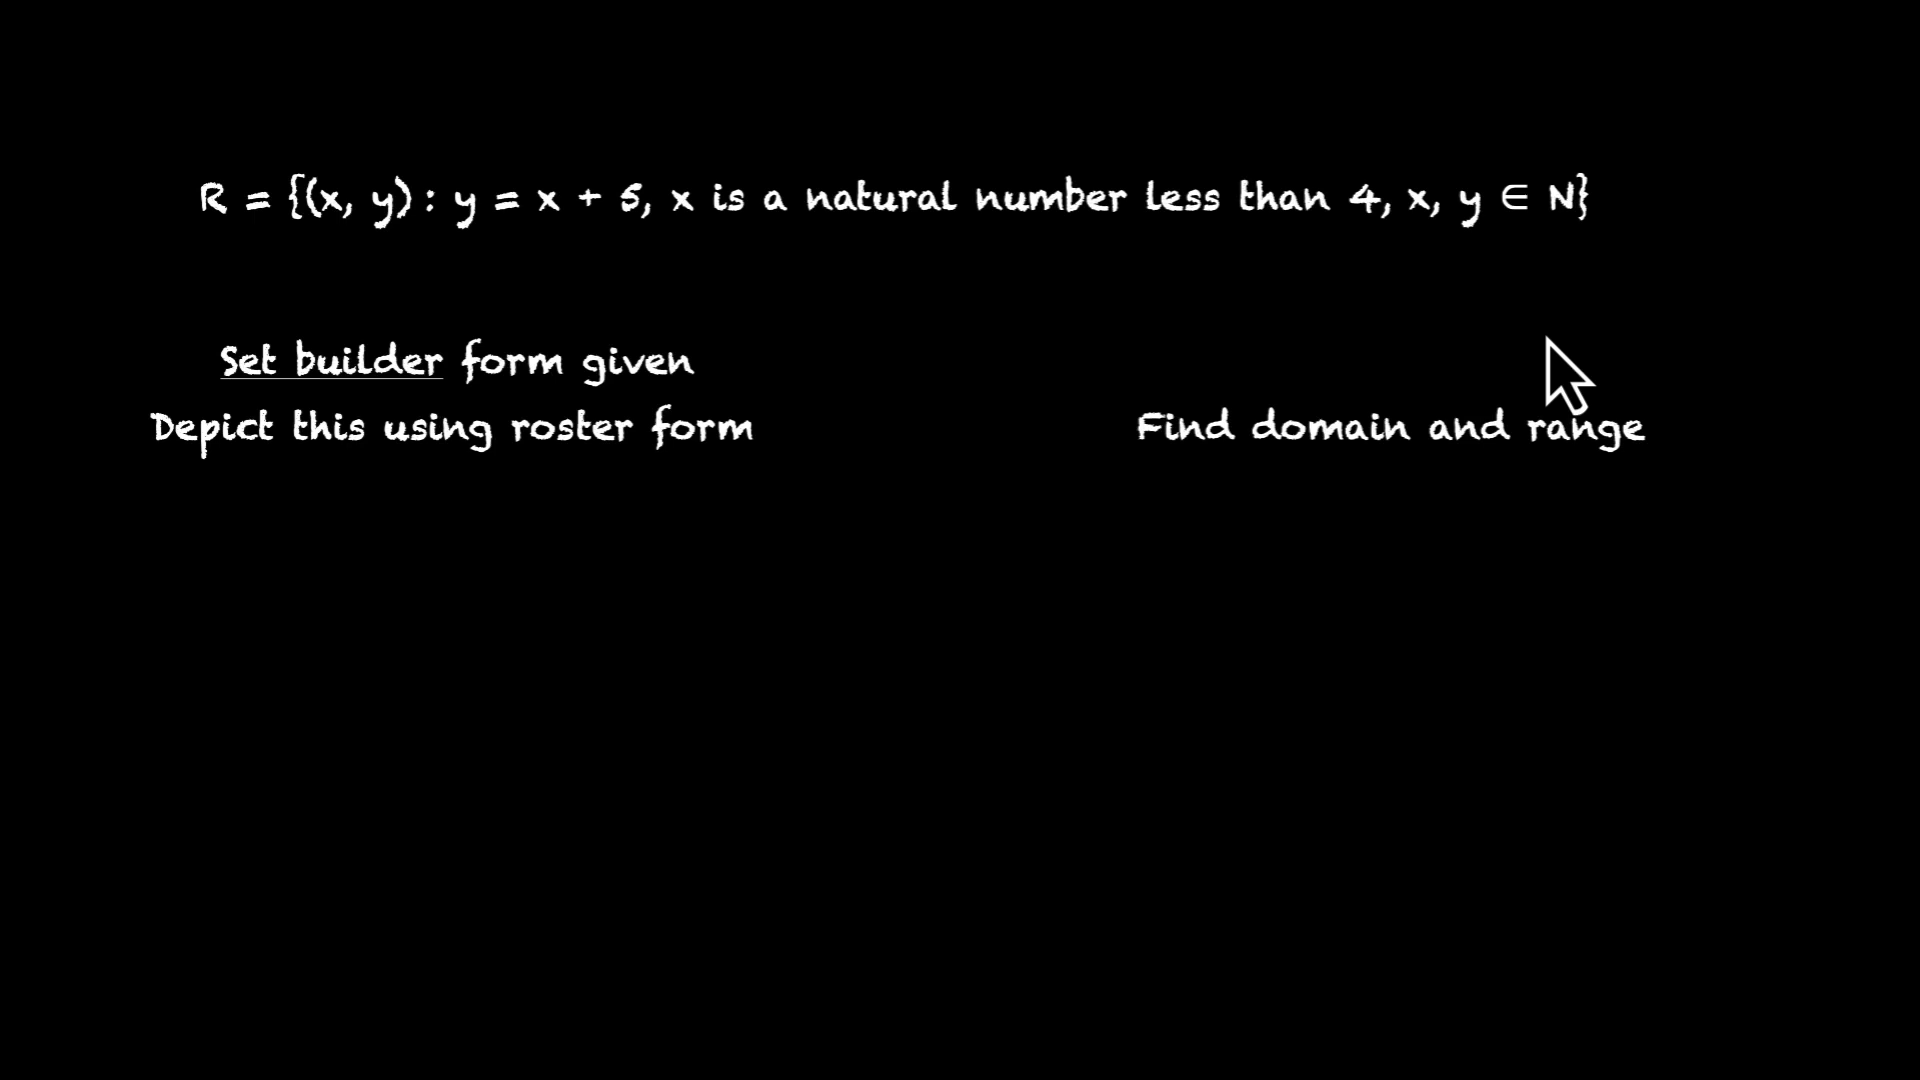 R = {(x, y) : y = x + 5, x is a natural number less than 4, x, y ∈ N}
Set builder form given
Depict this using roster form
Find domain and range